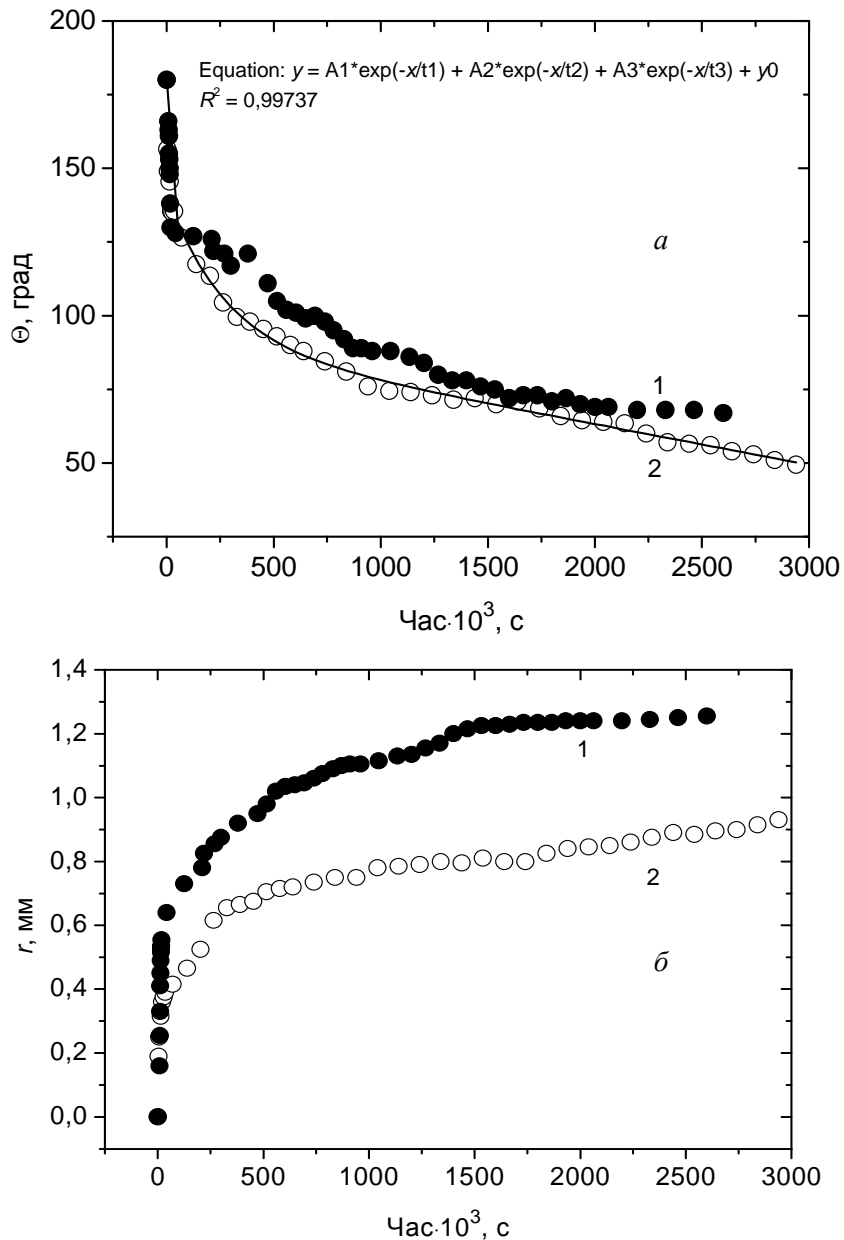 200
150
100
50
Θ, град
Equation: y = A1*exp(-x/t1) + A2*exp(-x/t2) + A3*exp(-x/t3) + y0
R² = 0,99737
а
1
2
0 500 1000 1500 2000 2500 3000
Час·10³, с
1,4
1,2
1,0
0,8
0,6
0,4
0,2
0,0
r, мм
1
2
б
0 500 1000 1500 2000 2500 3000
Час·10³, с